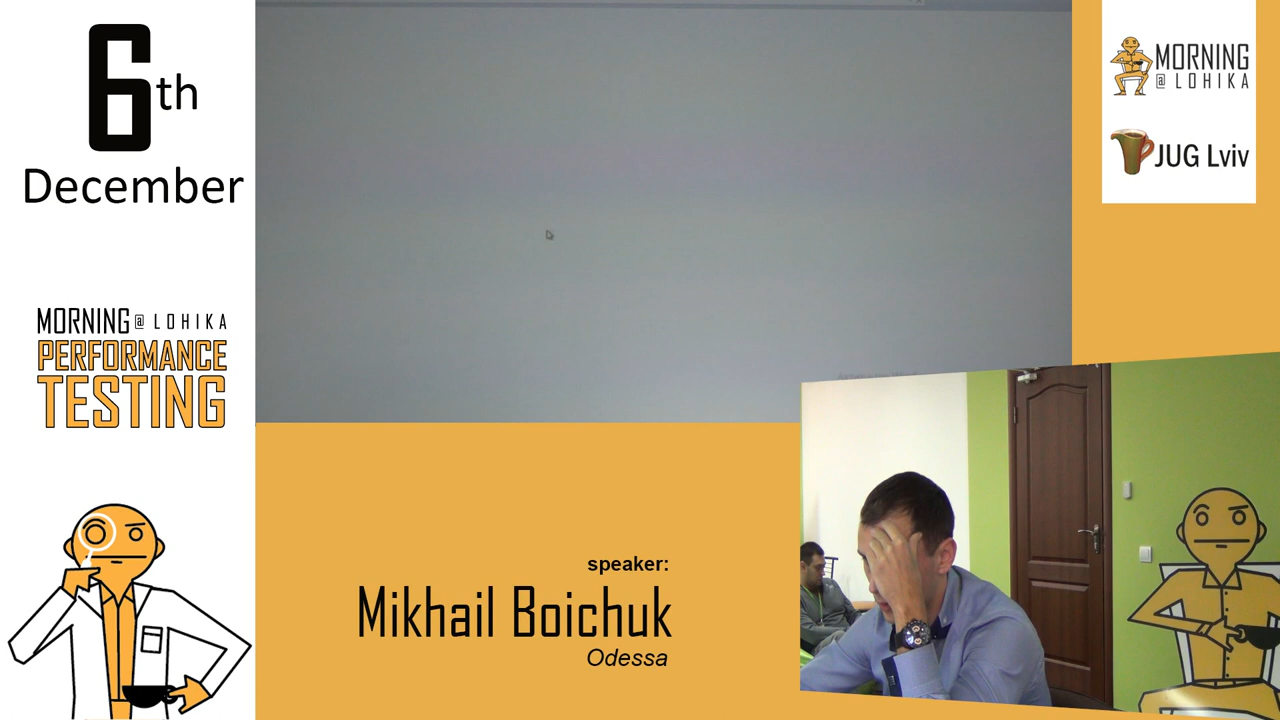 6th
December
MORNING @ LOHIKA
PERFORMANCE
TESTING
MORNING
@ LOHIKA
JUG Lviv
speaker:
Mikhail Boichuk
Odessa